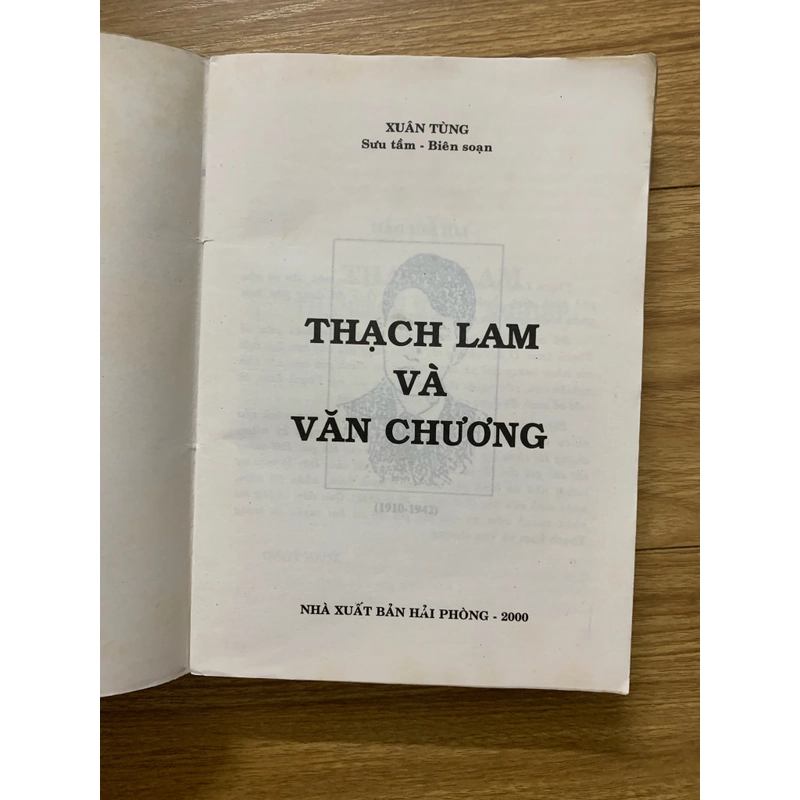 XUÂN TÙNG
Sưu tầm - Biên soạn
THẠCH LAM
VÀ
VĂN CHƯƠNG
(1910-1942)
NHÀ XUẤT BẢN HẢI PHÒNG - 2000